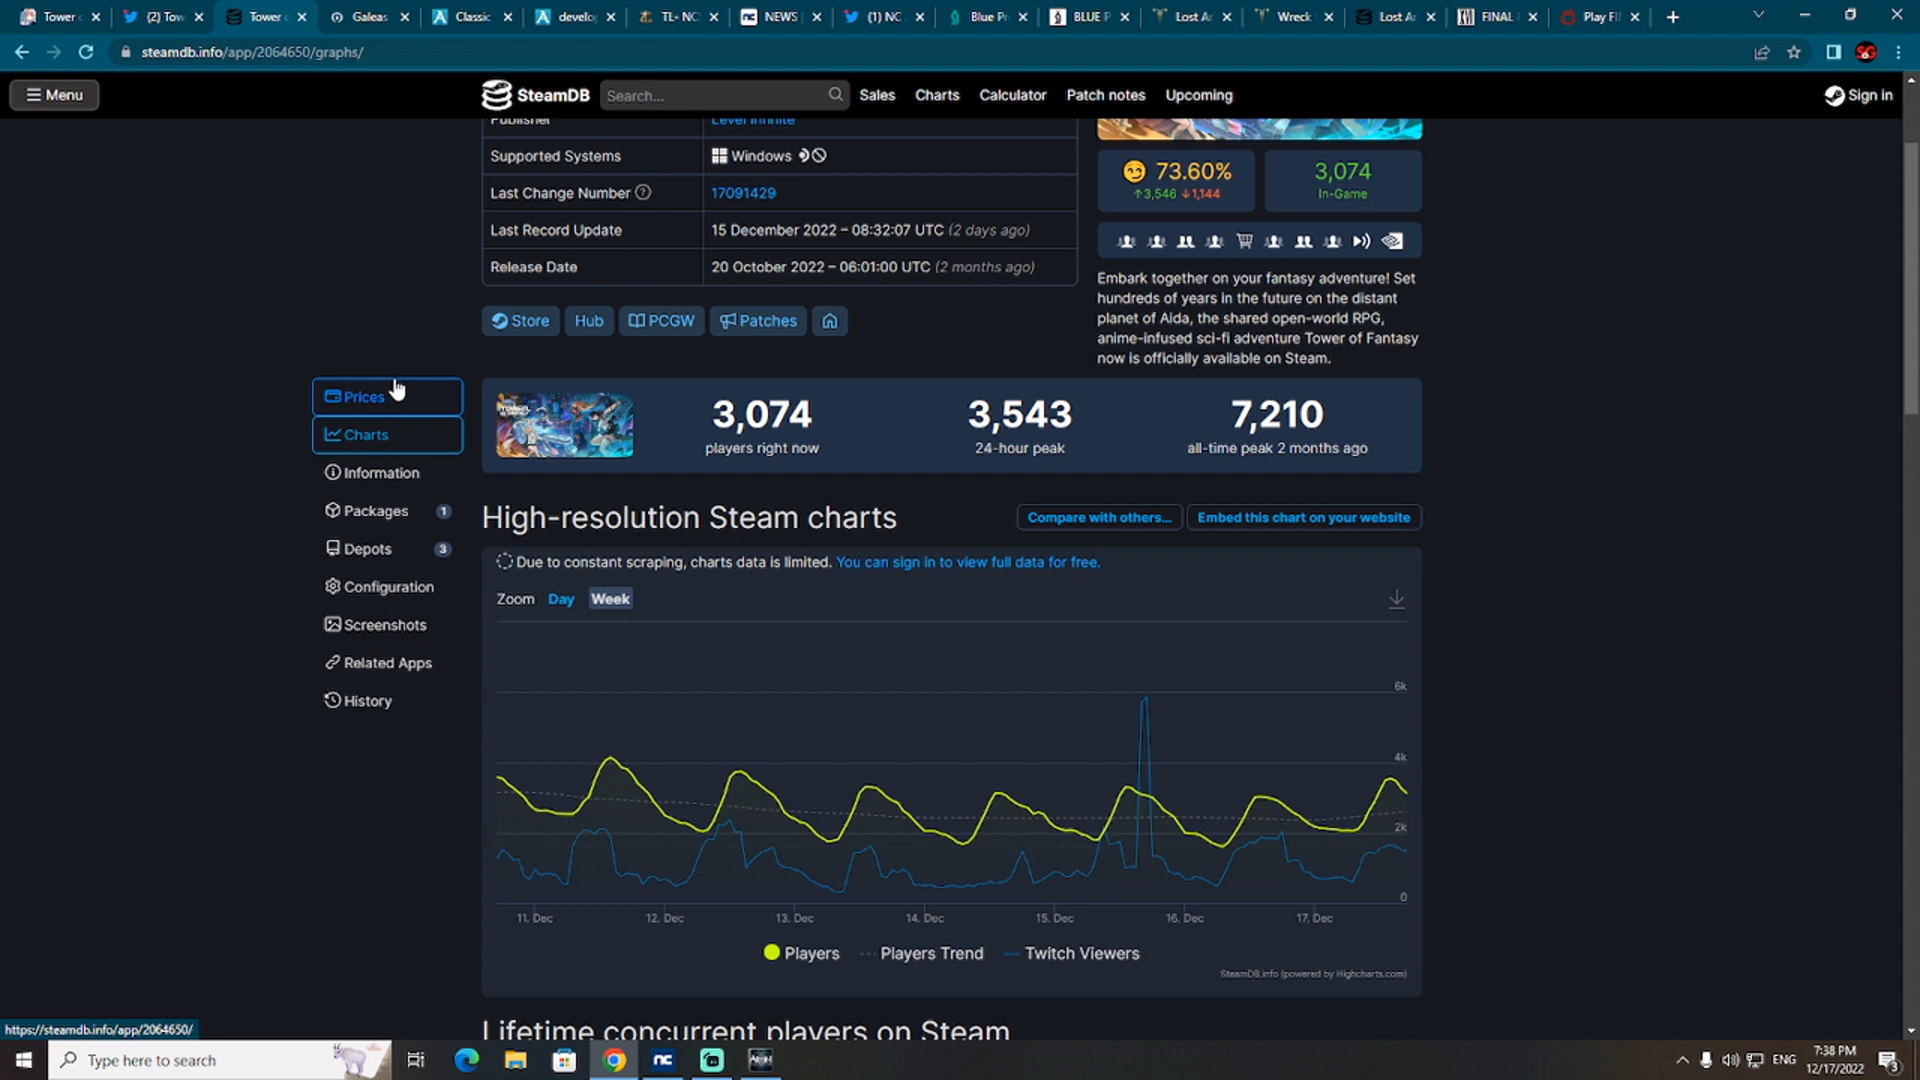 Tower
(2) Tow
Tower
Galeas
Classic
develo
TL- NC
NEWS
(1) NC
Blue Pr
BLUE P
Lost Ar
Wreck
Lost Ar
FINAL
Play FI
steamdb.info/app/2064650/graphs/
Menu
SteamDB
Search...
Sales
Charts
Calculator
Patch notes
Upcoming
Sign in
Publisher
Level Infinite
Supported Systems
Windows
Last Change Number
17091429
Last Record Update
15 December 2022 – 08:32:07 UTC (2 days ago)
Release Date
20 October 2022 – 06:01:00 UTC (2 months ago)
73.60%
↑3,546 ↓1,144
3,074
In-Game
Embark together on your fantasy adventure! Set
hundreds of years in the future on the distant
planet of Aida, the shared open-world RPG,
anime-infused sci-fi adventure Tower of Fantasy
now is officially available on Steam.
Store
Hub
PCGW
Patches
Prices
Charts
Information
Packages 1
Depots 3
Configuration
Screenshots
Related Apps
History
3,074
players right now
3,543
24-hour peak
7,210
all-time peak 2 months ago
High-resolution Steam charts
Compare with others...
Embed this chart on your website
Due to constant scraping, charts data is limited. You can sign in to view full data for free.
Zoom Day Week
6k
4k
2k
0
11. Dec
12. Dec
13. Dec
14. Dec
15. Dec
16. Dec
17. Dec
Players
Players Trend
Twitch Viewers
SteamDB.info (powered by Highcharts.com)
Lifetime concurrent players on Steam
https://steamdb.info/app/2064650/
Type here to search
ENG
7:38 PM
12/17/2022
3